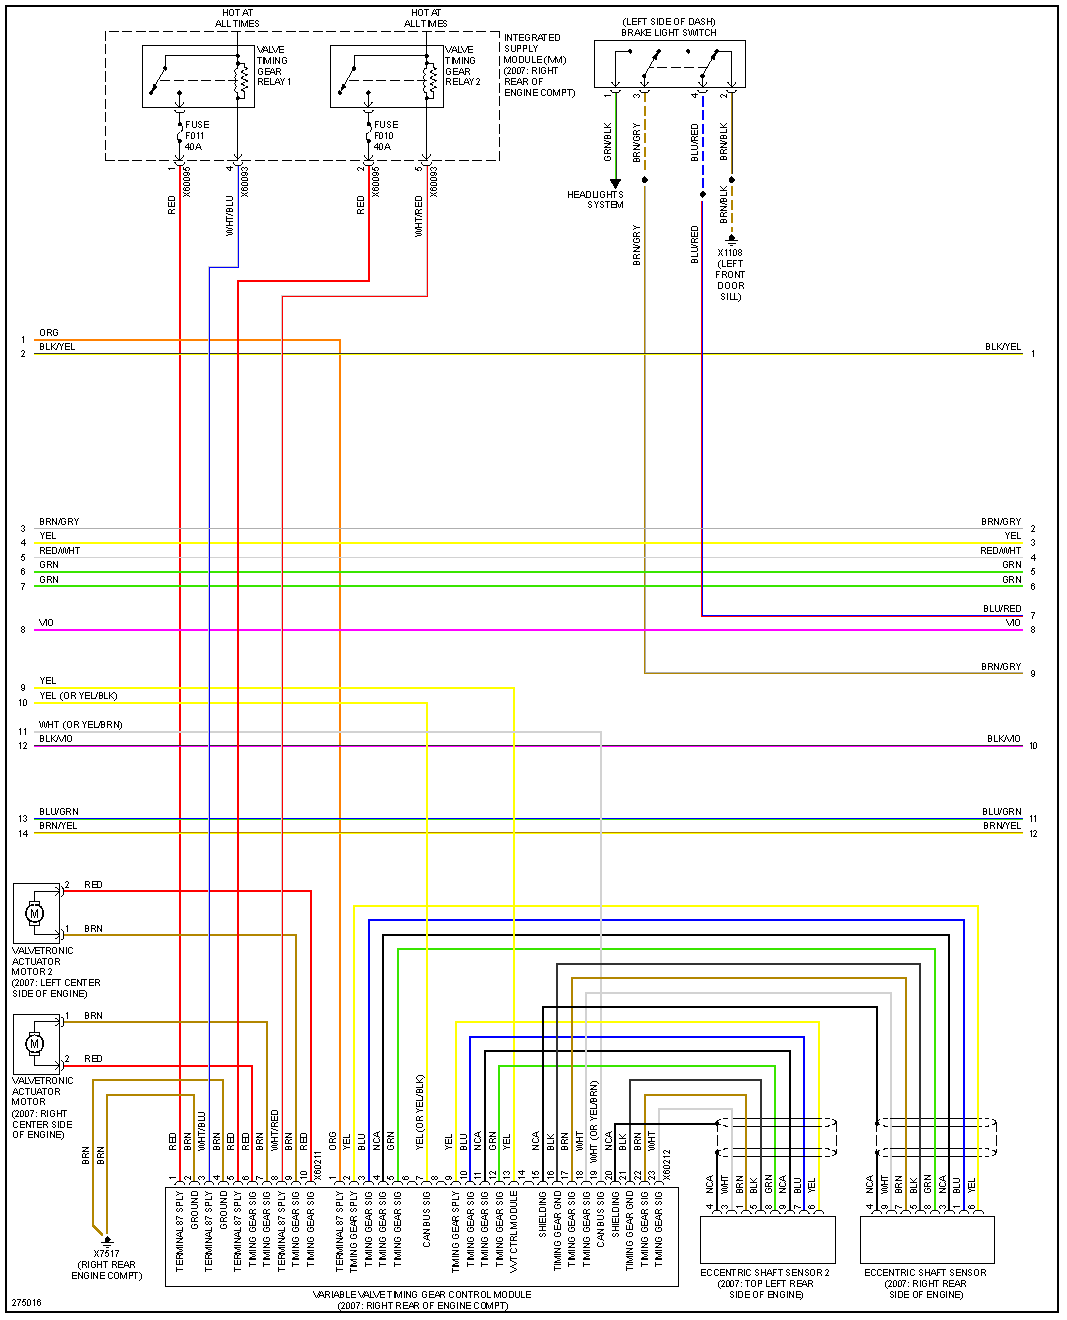 HOT AT
ALL TIMES
HOT AT
ALL TIMES
(LEFT SIDE OF DASH)
BRAKE LIGHT SWITCH
VALVE
TIMING
GEAR
RELAY 1
VALVE
TIMING
GEAR
RELAY 2
INTEGRATED
SUPPLY
MODULE (IVM)
(2007: RIGHT
REAR OF
ENGINE COMPT)
FUSE
F011
40A
FUSE
F010
40A
1
X60095
4
X60093
2
X60095
5
X60093
1
3
4
2
RED
WHT/BLU
RED
WHT/RED
GRN/BLK
BRN/GRY
BLU/RED
BRN/BLK
HEADLIGHTS
SYSTEM
BRN/GRY
BLU/RED
BRN/BLK
X1108
(LEFT
FRONT
DOOR
SILL)
1 ORG
2 BLK/YEL BLK/YEL 1
3 BRN/GRY BRN/GRY 2
4 YEL YEL 3
5 RED/WHT RED/WHT 4
6 GRN GRN 5
7 GRN GRN 6
BLU/RED 7
8 VIO VIO 8
BRN/GRY 9
9 YEL
10 YEL (OR YEL/BLK)
11 WHT (OR YEL/BRN)
12 BLK/VIO BLK/VIO 10
13 BLU/GRN BLU/GRN 11
14 BRN/YEL BRN/YEL 12
2 RED
M
1 BRN
VALVETRONIC
ACTUATOR
MOTOR 2
(2007: LEFT CENTER
SIDE OF ENGINE)
1 BRN
M
2 RED
VALVETRONIC
ACTUATOR
MOTOR
(2007: RIGHT
CENTER SIDE
OF ENGINE)
BRN
BRN
X7517
(RIGHT REAR
ENGINE COMPT)
RED 1 TERMINAL 87 SPLY
BRN 2 GROUND
WHT/BLU 3 TERMINAL 87 SPLY
BRN 4 GROUND
RED 5 TERMINAL 87 SPLY
RED 6 TIMING GEAR SIG
BRN 7 TIMING GEAR SIG
WHT/RED 8 TERMINAL 87 SPLY
BRN 9 TIMING GEAR SIG
RED 10 TIMING GEAR SIG
X60211
ORG 1 TERMINAL 87 SPLY
YEL 2 TIMING GEAR SPLY
BLU 3 TIMING GEAR SIG
NCA 4 TIMING GEAR SIG
GRN 5 TIMING GEAR SIG
6
YEL (OR YEL/BLK) 7 CAN BUS SIG
8
YEL 9 TIMING GEAR SPLY
BLU 10 TIMING GEAR SIG
NCA 11 TIMING GEAR SIG
GRN 12 TIMING GEAR SIG
YEL 13 VVT CTRL MODULE
14
NCA 15 SHIELDING
BLK 16 TIMING GEAR GND
BRN 17 TIMING GEAR SIG
WHT 18 TIMING GEAR SIG
WHT (OR YEL/BRN) 19 CAN BUS SIG
NCA 20 SHIELDING
BLK 21 TIMING GEAR GND
BRN 22 TIMING GEAR SIG
WHT 23 TIMING GEAR SIG
X60212
VARIABLE VALVE TIMING GEAR CONTROL MODULE
(2007: RIGHT REAR OF ENGINE COMPT)
NCA 4
WHT 3
BRN 1
BLK 5
GRN 8
NCA 9
BLU 7
YEL 6
ECCENTRIC SHAFT SENSOR 2
(2007: TOP LEFT REAR
SIDE OF ENGINE)
NCA 4
WHT 9
BRN 7
BLK 5
GRN 8
NCA 3
BLU 1
YEL 6
ECCENTRIC SHAFT SENSOR
(2007: RIGHT REAR
SIDE OF ENGINE)
275016